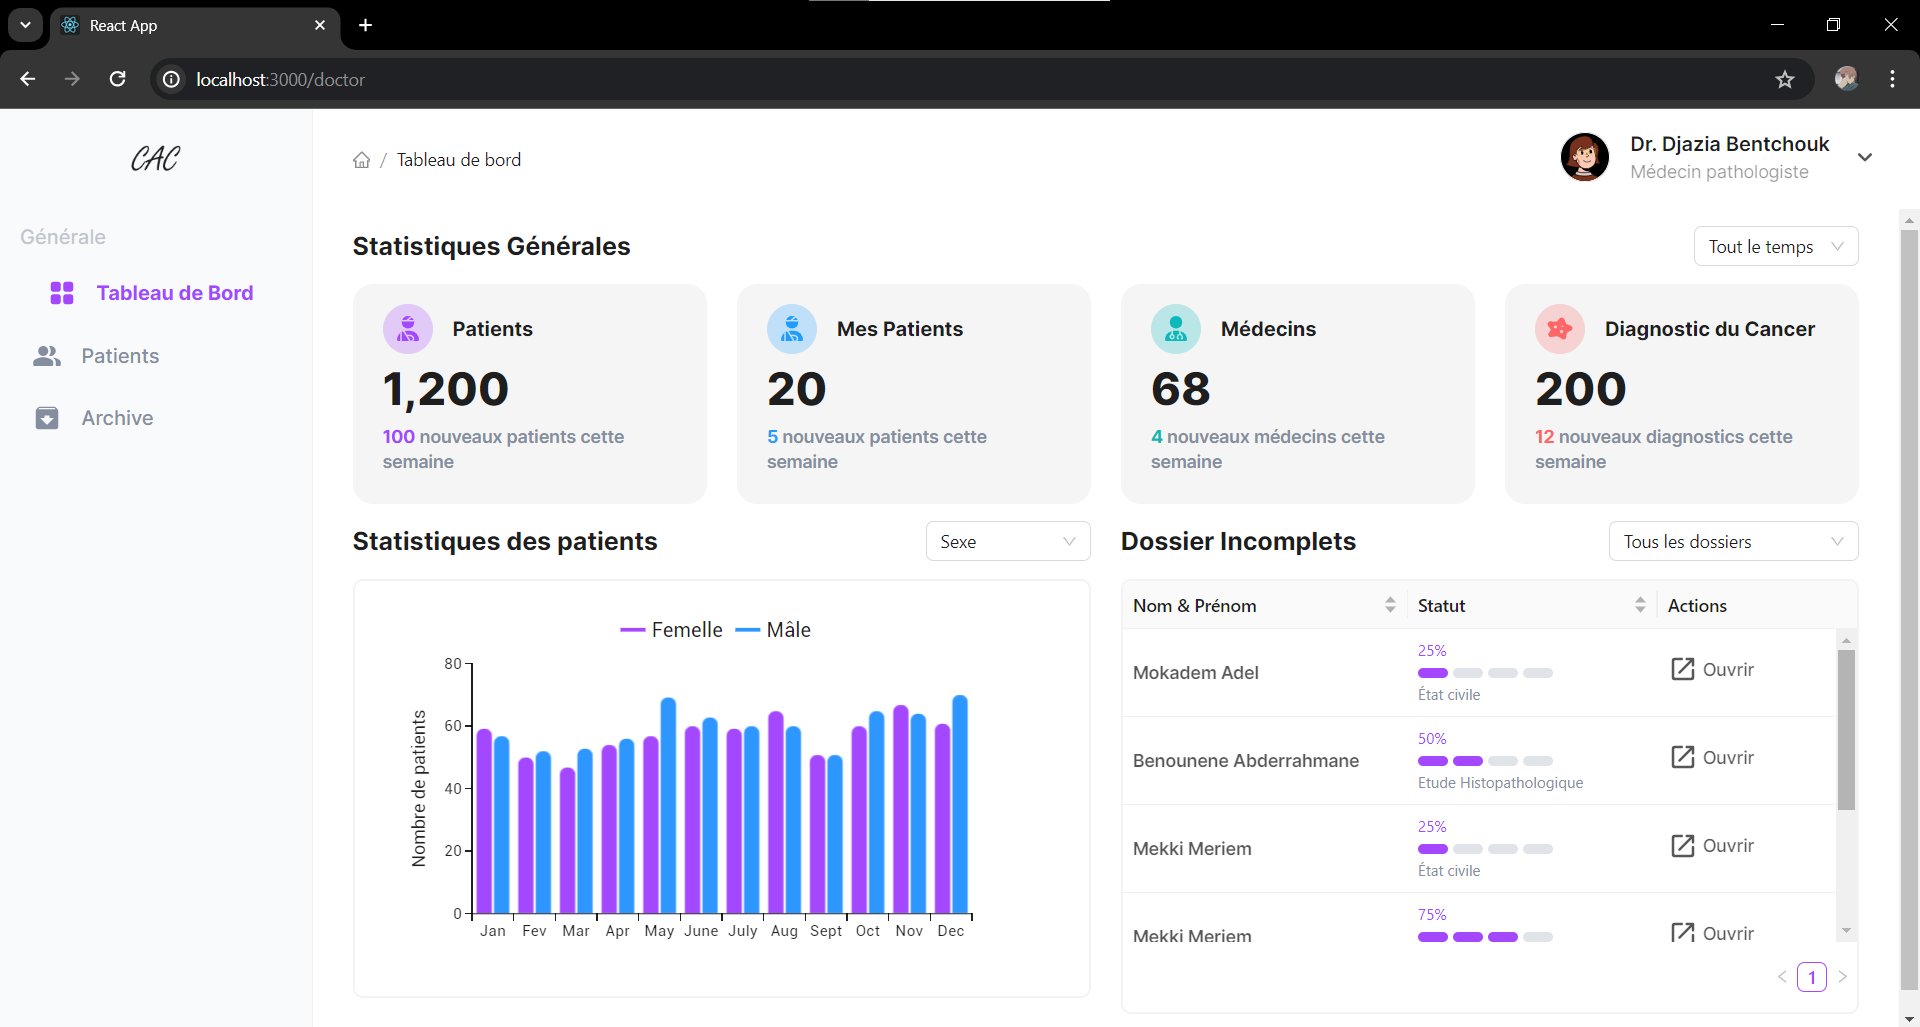 React App
localhost:3000/doctor
CAC
Tableau de bord
Dr. Djazia Bentchouk
Médecin pathologiste
Générale
Tableau de Bord
Patients
Archive
Statistiques Générales
Tout le temps
Patients
1,200
100 nouveaux patients cette
semaine
Mes Patients
20
5 nouveaux patients cette
semaine
Médecins
68
4 nouveaux médecins cette
semaine
Diagnostic du Cancer
200
12 nouveaux diagnostics cette
semaine
Statistiques des patients
Sexe
Femelle Mâle
Nombre de patients
80
60
40
20
0
Jan Fev Mar Apr May June July Aug Sept Oct Nov Dec
Dossier Incomplets
Tous les dossiers
Nom & Prénom Statut Actions
25%
Mokadem Adel Ouvrir
État civile
50%
Benounene Abderrahmane Ouvrir
Etude Histopathologique
25%
Mekki Meriem Ouvrir
État civile
75%
Mekki Meriem Ouvrir
< 1 >